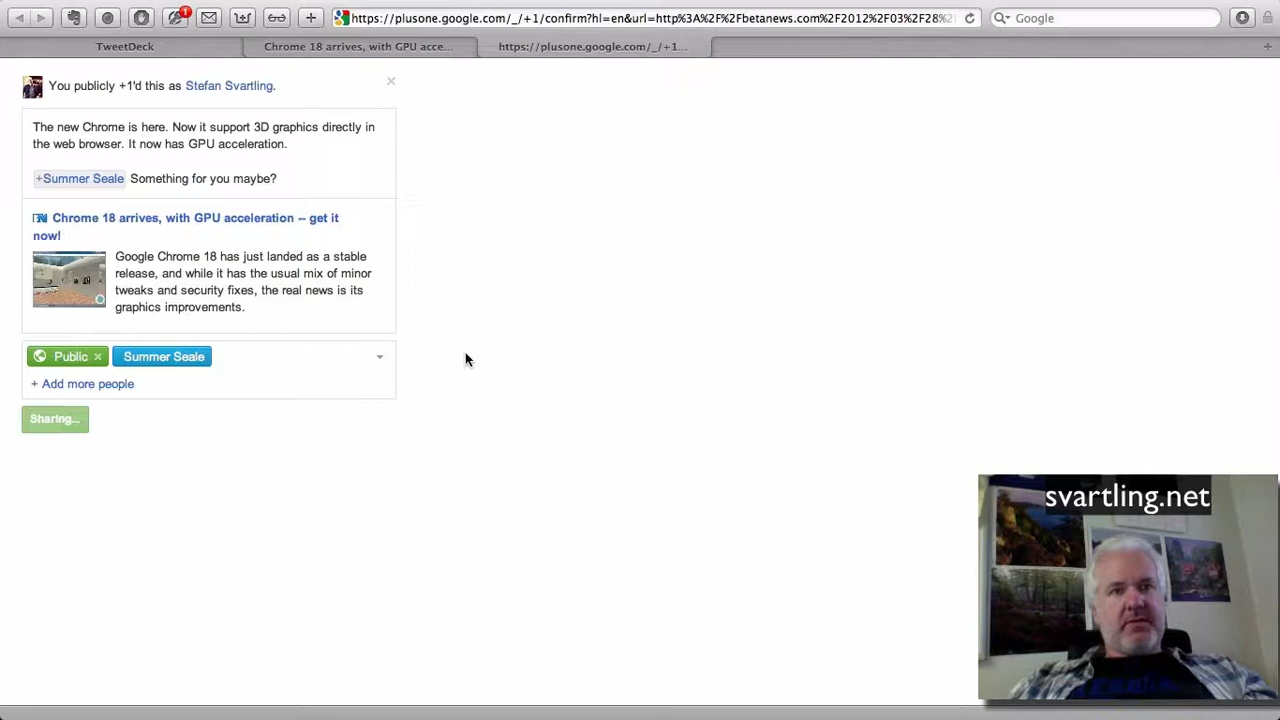 1
https://plusone.google.com/_/+1/confirm?hl=en&url=http%3A%2F%2Fbetanews.com%2F2012%2F03%2F28%
Google
TweetDeck
Chrome 18 arrives, with GPU acce...
https://plusone.google.com/_/+1...
You publicly +1'd this as Stefan Svartling.
The new Chrome is here. Now it support 3D graphics directly in
the web browser. It now has GPU acceleration.
+Summer Seale Something for you maybe?
Chrome 18 arrives, with GPU acceleration -- get it
now!
Google Chrome 18 has just landed as a stable
release, and while it has the usual mix of minor
tweaks and security fixes, the real news is its
graphics improvements.
Public
Summer Seale
+ Add more people
Sharing...
svartling.net